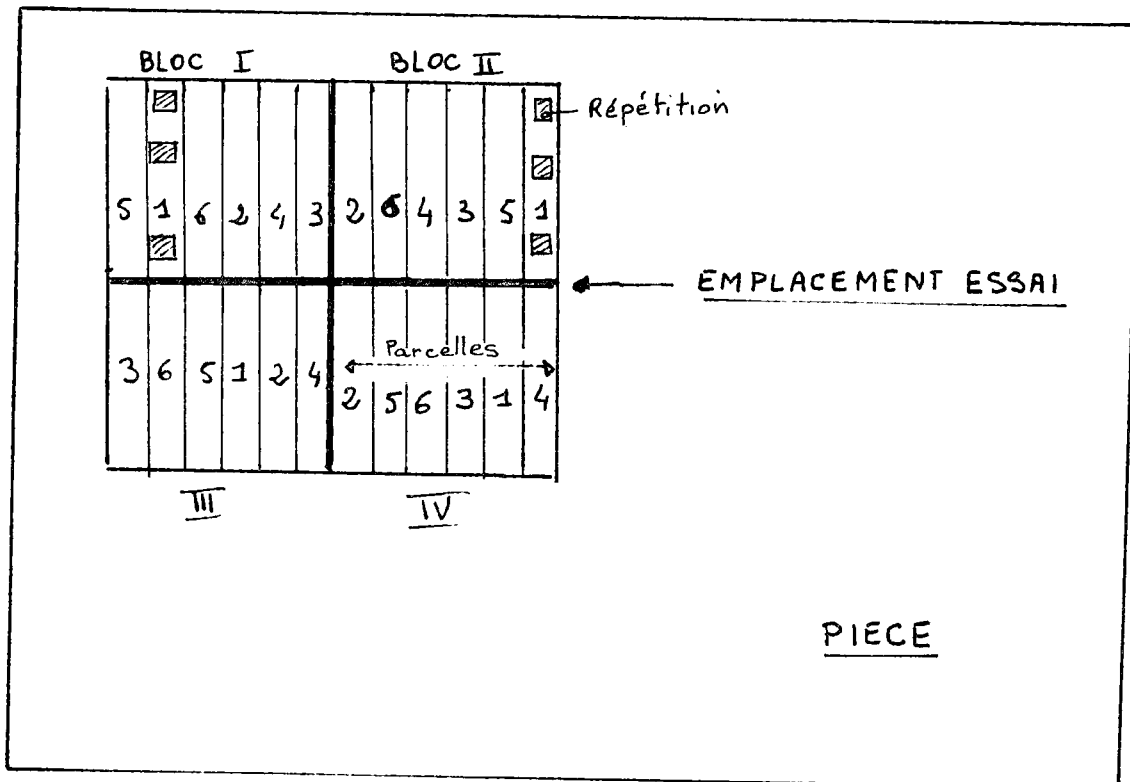 BLOC I BLOC II
Répétition
5 1 6 2 4 3 2 6 4 3 5 1
EMPLACEMENT ESSAI
Parcelles
3 6 5 1 2 4 2 5 6 3 1 4
III IV
PIECE